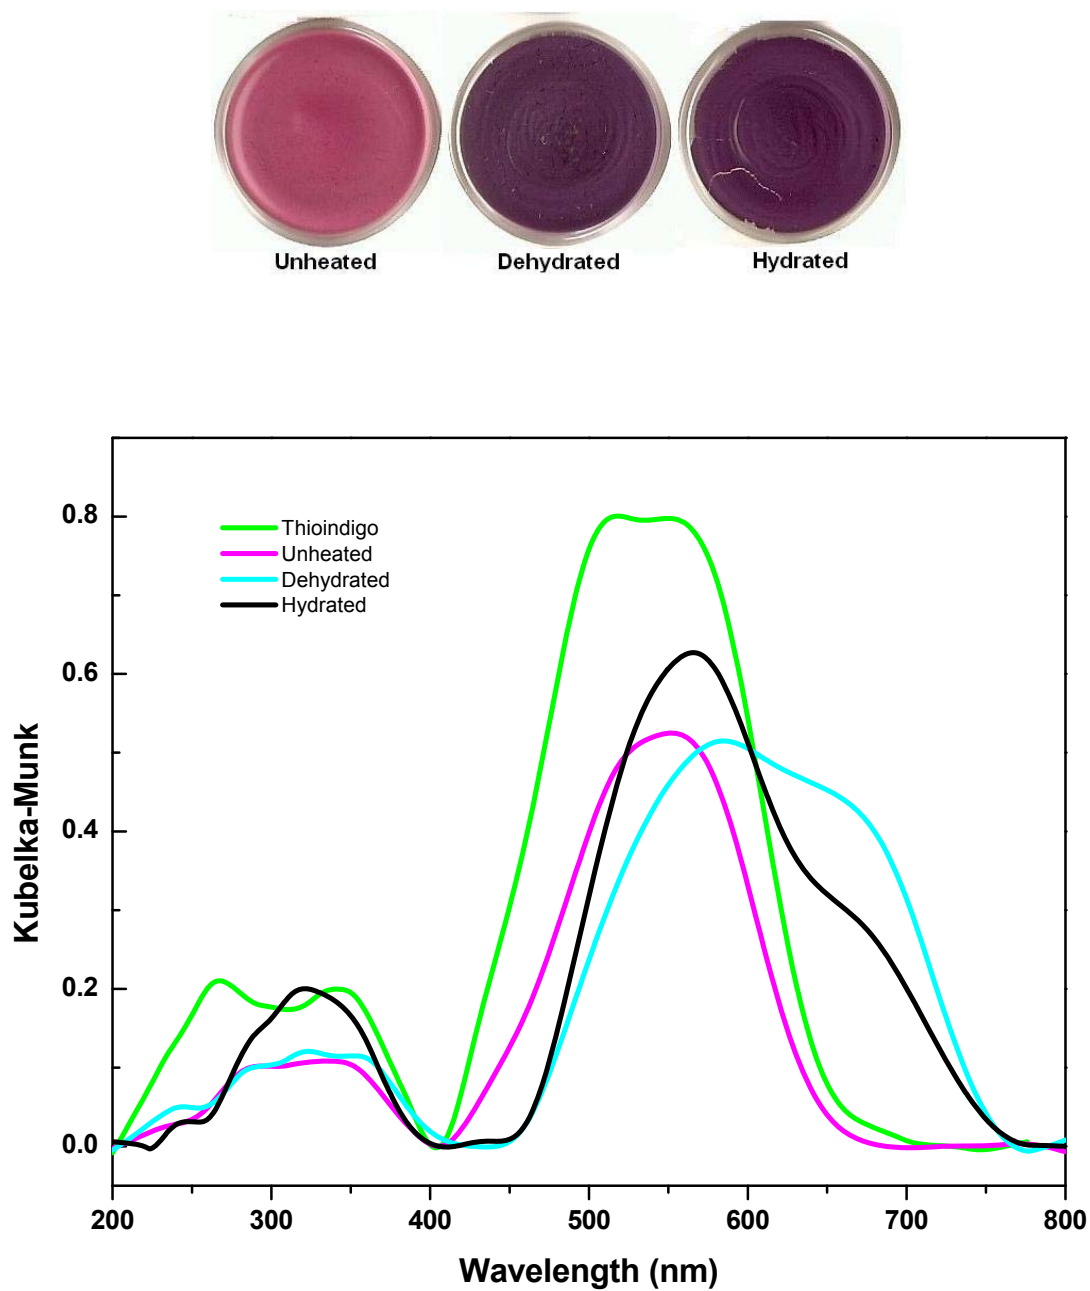 Unheated Dehydrated Hydrated
Thioindigo
Unheated
Dehydrated
Hydrated
0.8
0.6
0.4
0.2
0.0
Kubelka-Munk
200 300 400 500 600 700 800
Wavelength (nm)